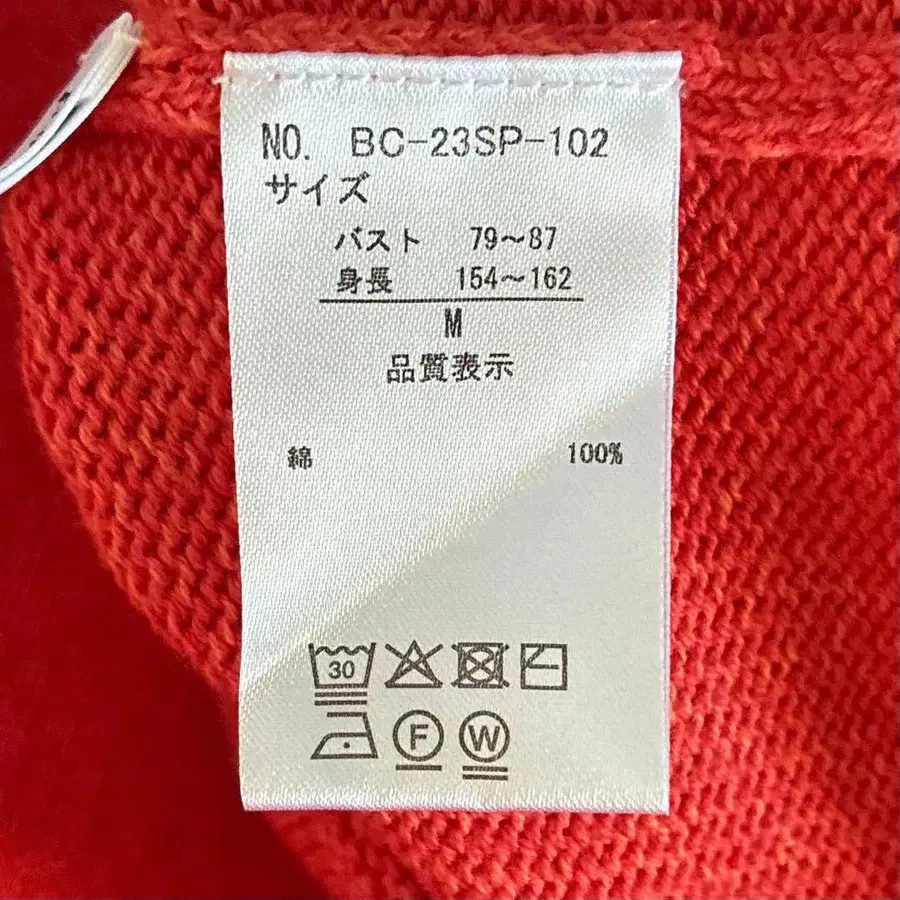 NO. BC-23SP-102
サイズ
バスト 79～87
身長 154～162
M
品質表示
綿 100%
30
F W